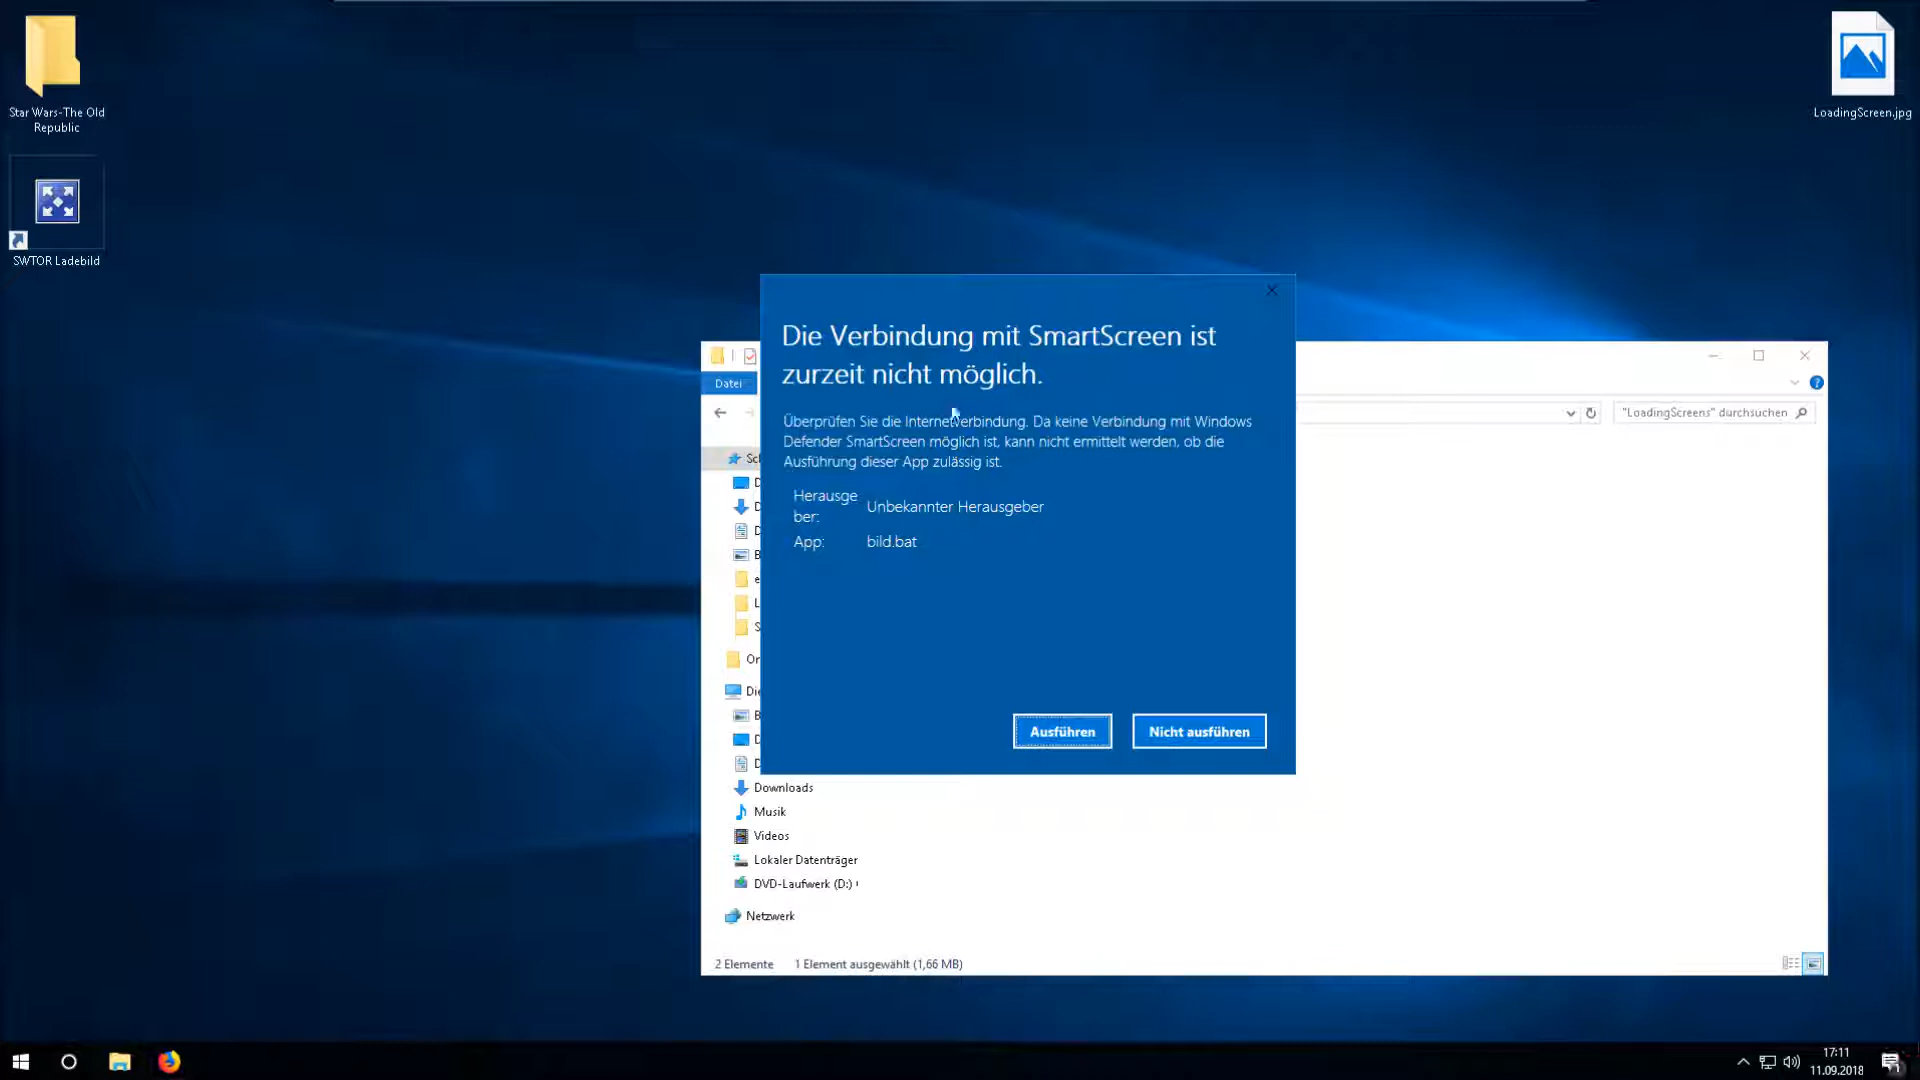 Star Wars-The Old
Republic
LoadingScreen.jpg
SWTOR Ladebild
Die Verbindung mit SmartScreen ist
zurzeit nicht möglich.
Überprüfen Sie die Internetverbindung. Da keine Verbindung mit Windows
Defender SmartScreen möglich ist, kann nicht ermittelt werden, ob die
Ausführung dieser App zulässig ist.
Herausge
ber:
Unbekannter Herausgeber
App:
bild.bat
Ausführen
Nicht ausführen
Datei
"LoadingScreens" durchsuchen
Downloads
Musik
Videos
Lokaler Datenträger
DVD-Laufwerk (D:)
Netzwerk
2 Elemente
1 Element ausgewählt (1,66 MB)
17:11
11.09.2018